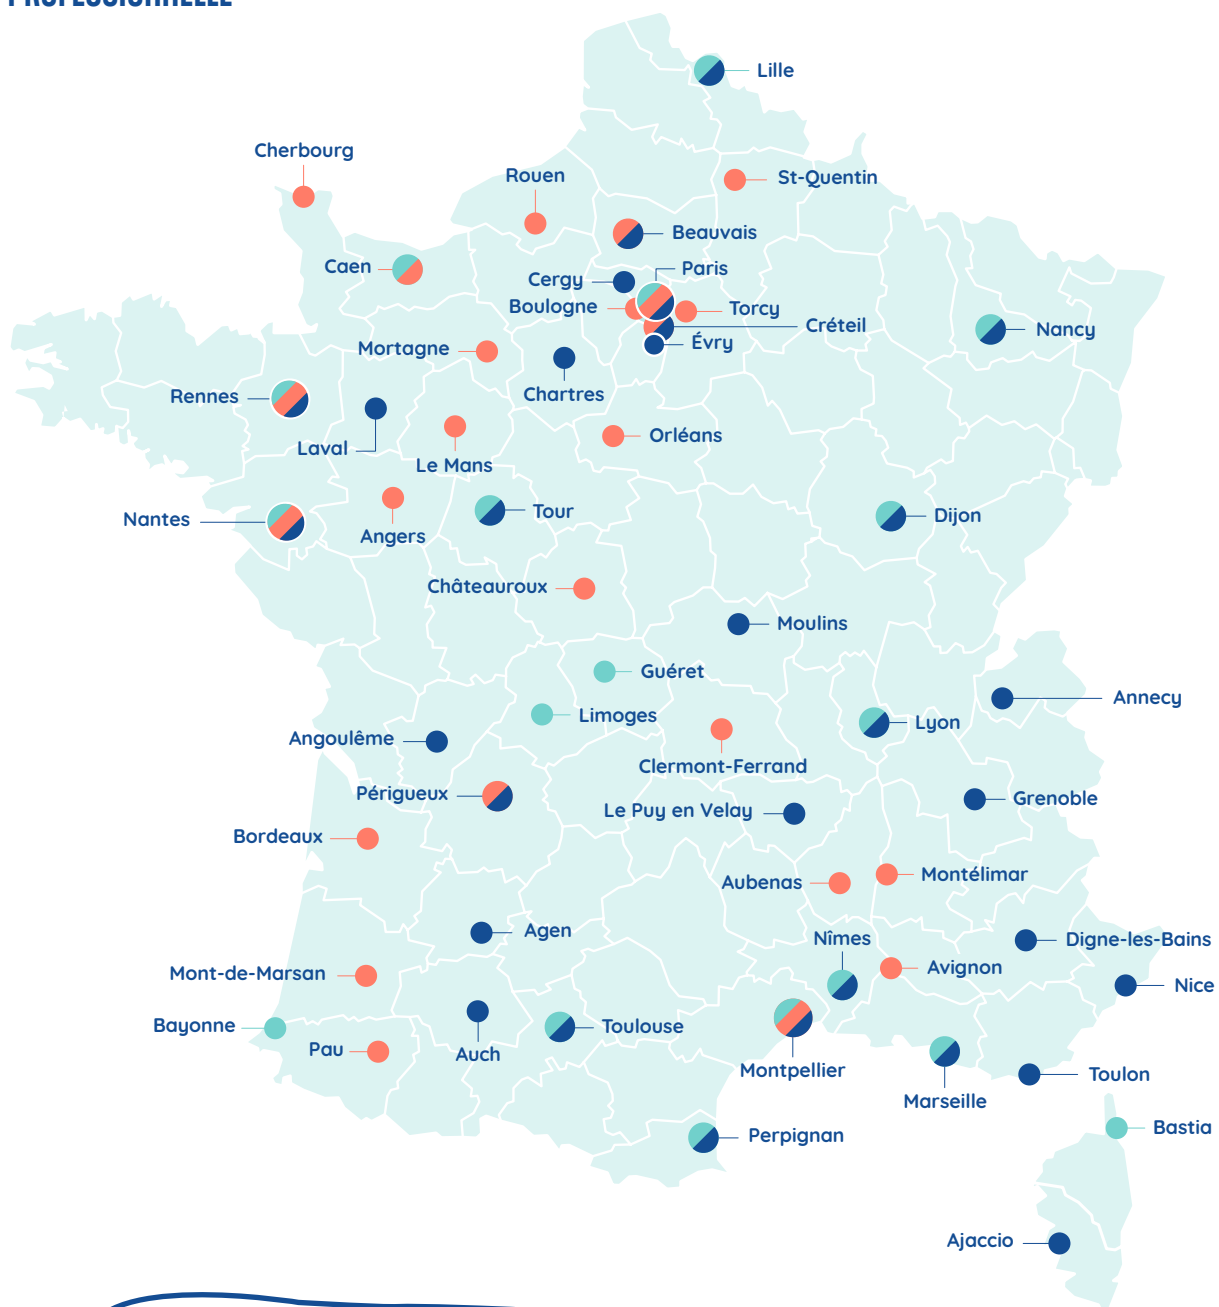 PROFESSIONNELLE
Lille
Cherbourg
Rouen
St-Quentin
Beauvais
Caen
Paris
Cergy
Boulogne
Torcy
Créteil
Nancy
Évry
Mortagne
Chartres
Rennes
Laval
Orléans
Le Mans
Nantes
Tour
Dijon
Angers
Châteauroux
Moulins
Guéret
Annecy
Limoges
Lyon
Angoulême
Clermont-Ferrand
Périgueux
Grenoble
Le Puy en Velay
Bordeaux
Montélimar
Aubenas
Agen
Nîmes
Digne-les-Bains
Avignon
Mont-de-Marsan
Nice
Bayonne
Toulouse
Pau
Auch
Montpellier
Toulon
Marseille
Bastia
Perpignan
Ajaccio